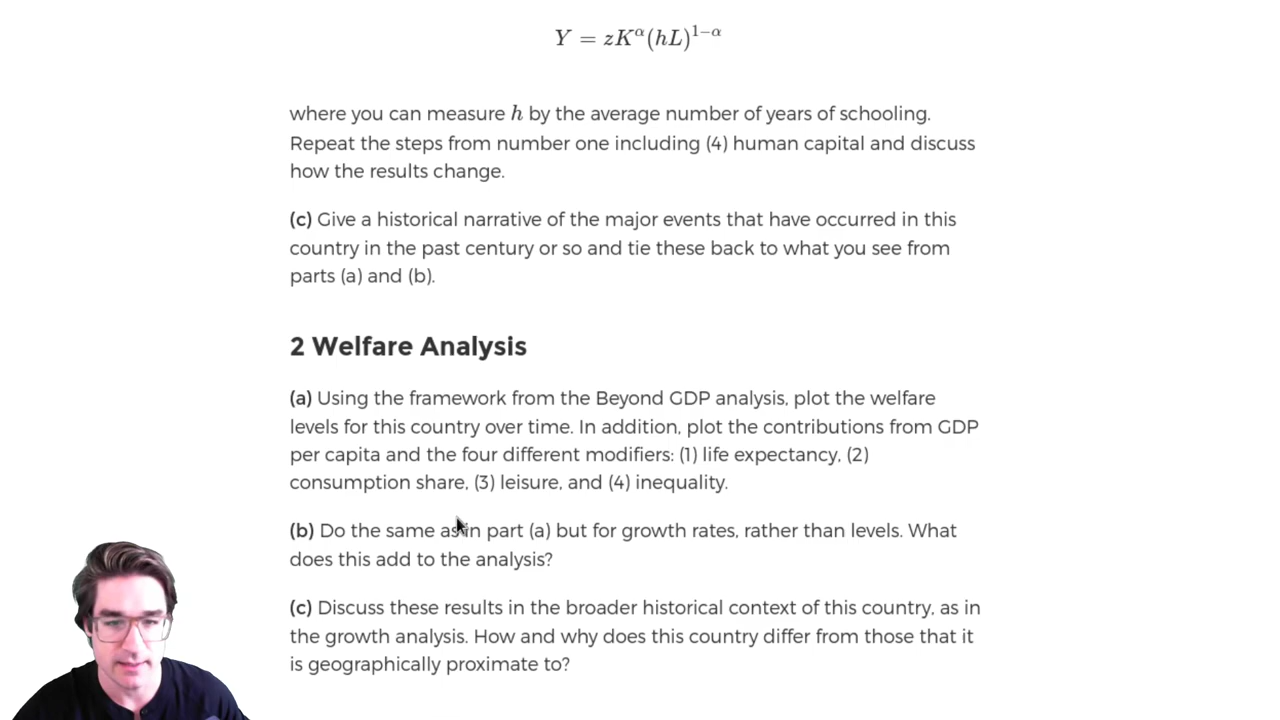 Y = zK^α(hL)^{1−α}
where you can measure h by the average number of years of schooling.
Repeat the steps from number one including (4) human capital and discuss
how the results change.
(c) Give a historical narrative of the major events that have occurred in this
country in the past century or so and tie these back to what you see from
parts (a) and (b).
2 Welfare Analysis
(a) Using the framework from the Beyond GDP analysis, plot the welfare
levels for this country over time. In addition, plot the contributions from GDP
per capita and the four different modifiers: (1) life expectancy, (2)
consumption share, (3) leisure, and (4) inequality.
(b) Do the same as in part (a) but for growth rates, rather than levels. What
does this add to the analysis?
(c) Discuss these results in the broader historical context of this country, as in
the growth analysis. How and why does this country differ from those that it
is geographically proximate to?